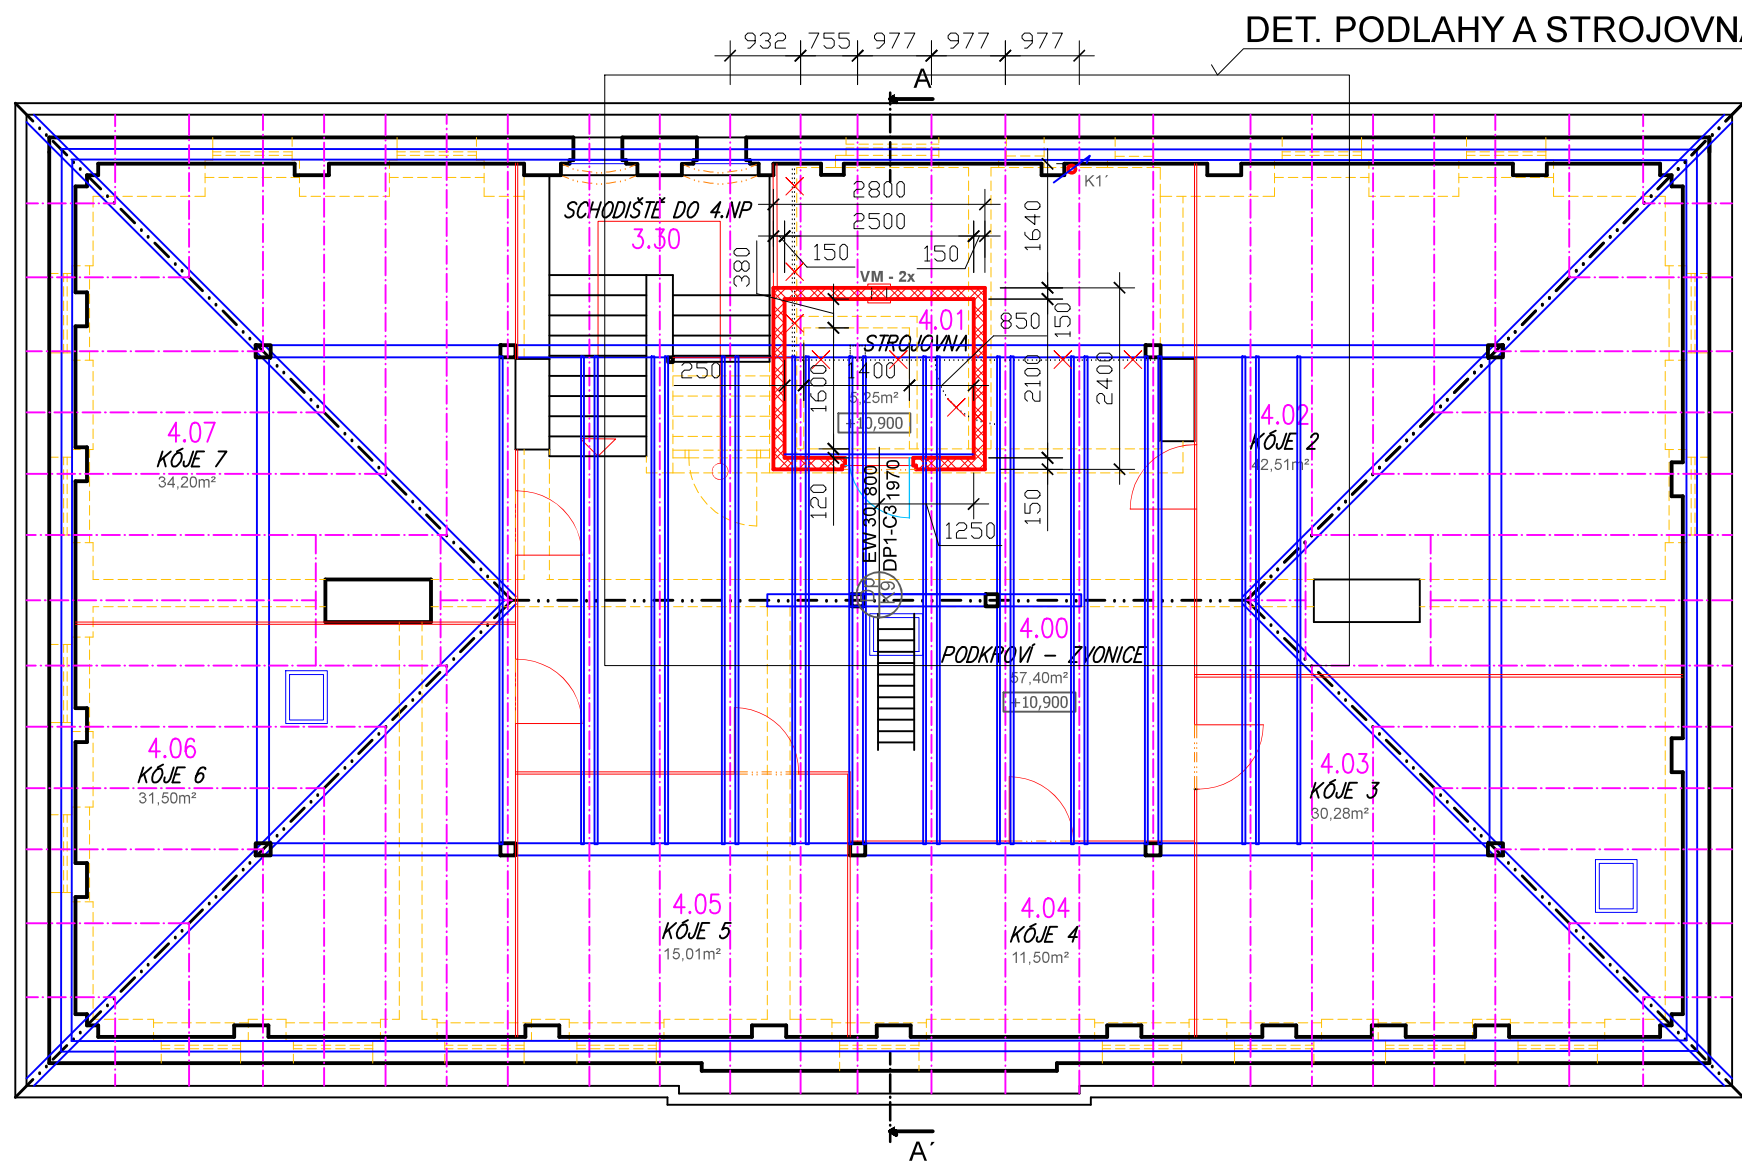 DET. PODLAHY A STROJOVN
932 755 977 977 977
A
K1´
2800
SCHODIŠTĚ DO 4.NP
3.30
2500
1640
150
150
380
VM - 2x
4.01
850
150
STROJOVNA
250
1400
1600
2100
2400
5,25m²
+10,900
4.02
KÓJE 2
42,51m²
4.07
KÓJE 7
34,20m²
120
EW 30 800
DP1-C3 1970
150
1250
4.00
PODKROVÍ - ZVONICE
57,40m²
+10,900
4.06
KÓJE 6
31,50m²
4.03
KÓJE 3
30,28m²
4.05
KÓJE 5
15,01m²
4.04
KÓJE 4
11,50m²
A´